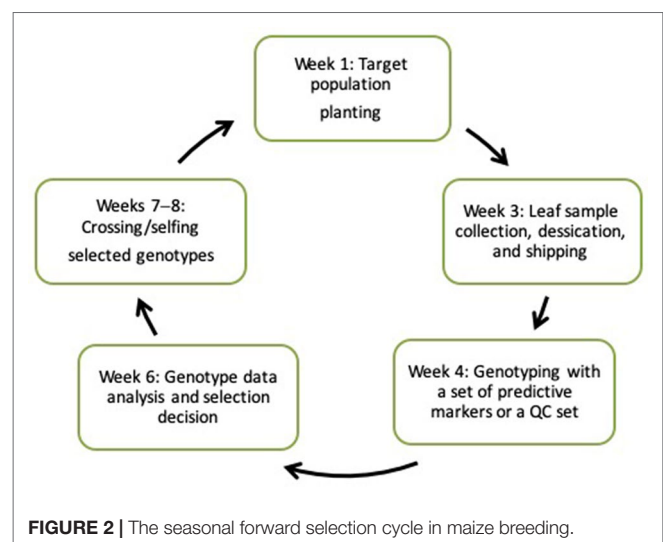 Week 1: Target
population
planting
Week 3: Leaf sample
collection, dessication,
and shipping
Week 4: Genotyping with
a set of predictive
markers or a QC set
Week 6: Genotype data
analysis and selection
decision
Weeks 7–8:
Crossing/selfing
selected genotypes
FIGURE 2 | The seasonal forward selection cycle in maize breeding.